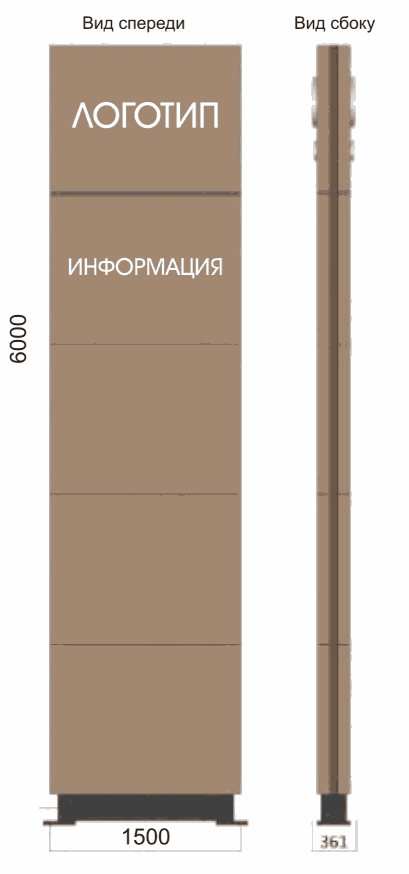 Вид спереди
Вид сбоку
ЛОГОТИП
ИНФОРМАЦИЯ
6000
1500
361